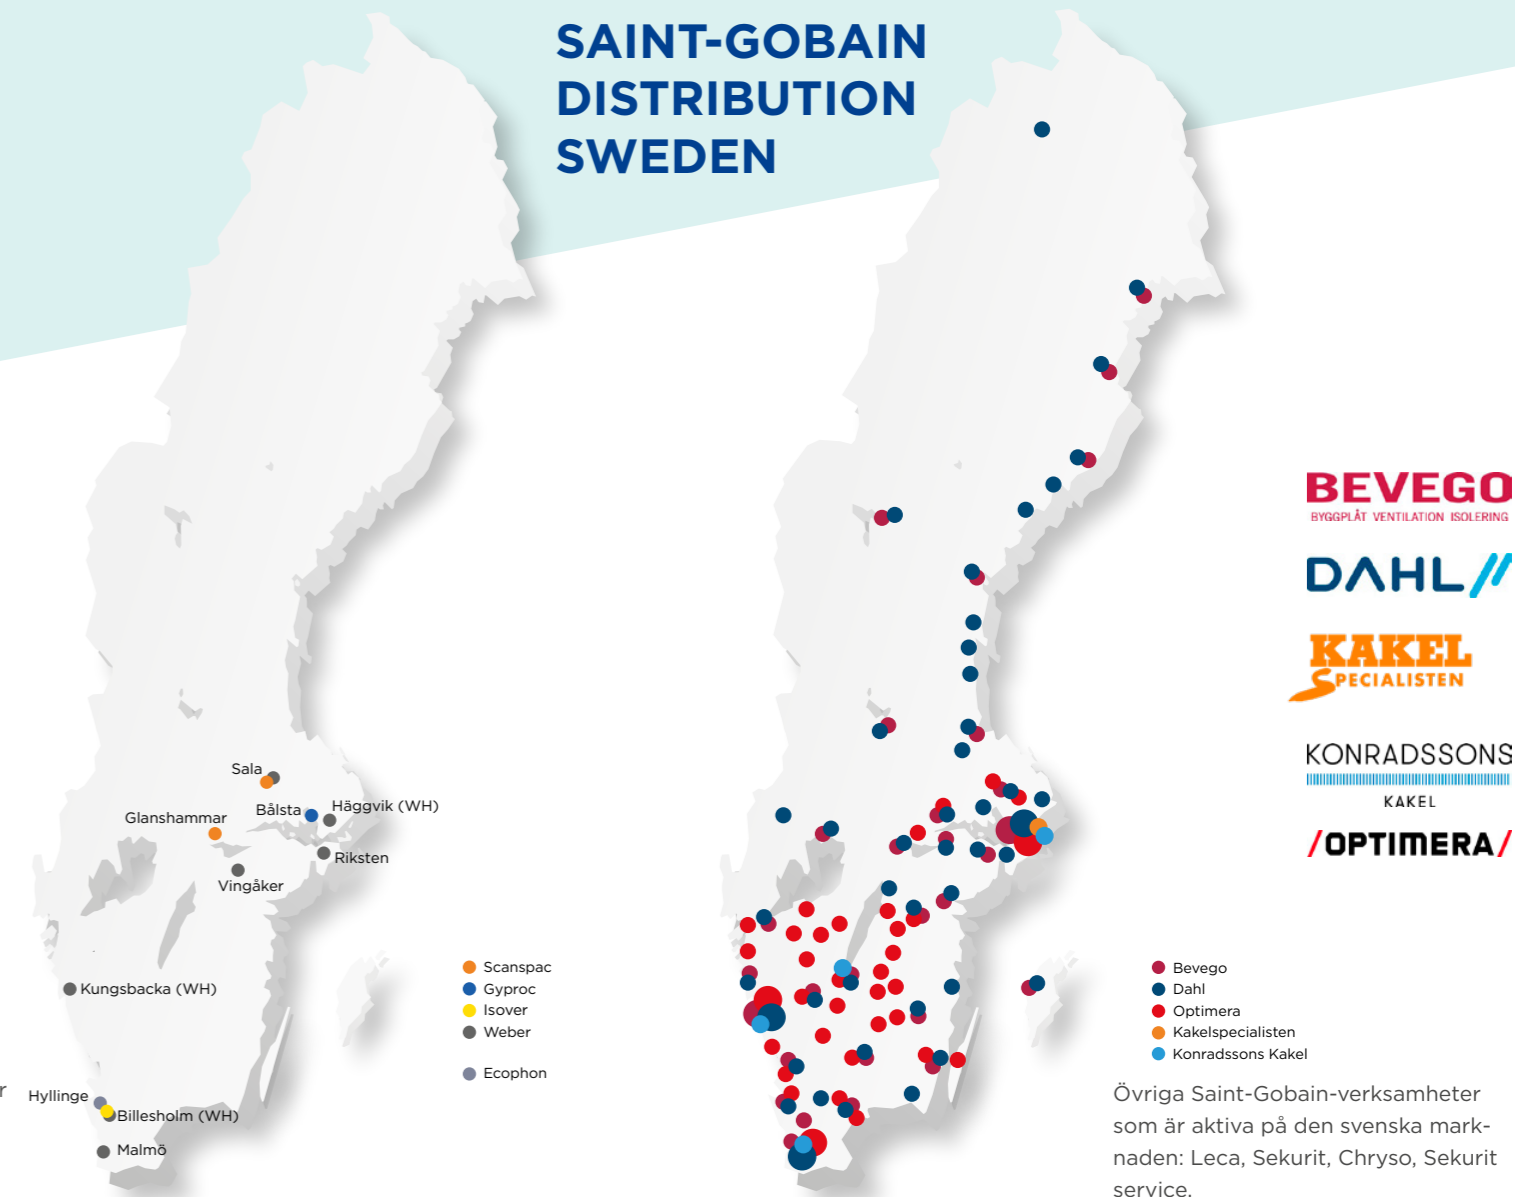 SAINT-GOBAIN
DISTRIBUTION
SWEDEN
Sala
Bålsta
Häggvik (WH)
Glanshammar
Riksten
Vingåker
Kungsbacka (WH)
Hyllinge
Billesholm (WH)
Malmö
r
Scanspac
Gyproc
Isover
Weber
Ecophon
BEVEGO
BYGGPLÅT VENTILATION ISOLERING
DAHL
KAKEL
SPECIALISTEN
KONRADSSONS
KAKEL
/OPTIMERA/
Bevego
Dahl
Optimera
Kakelspecialisten
Konradssons Kakel
Övriga Saint-Gobain-verksamheter
som är aktiva på den svenska mark-
naden: Leca, Sekurit, Chryso, Sekurit
service.